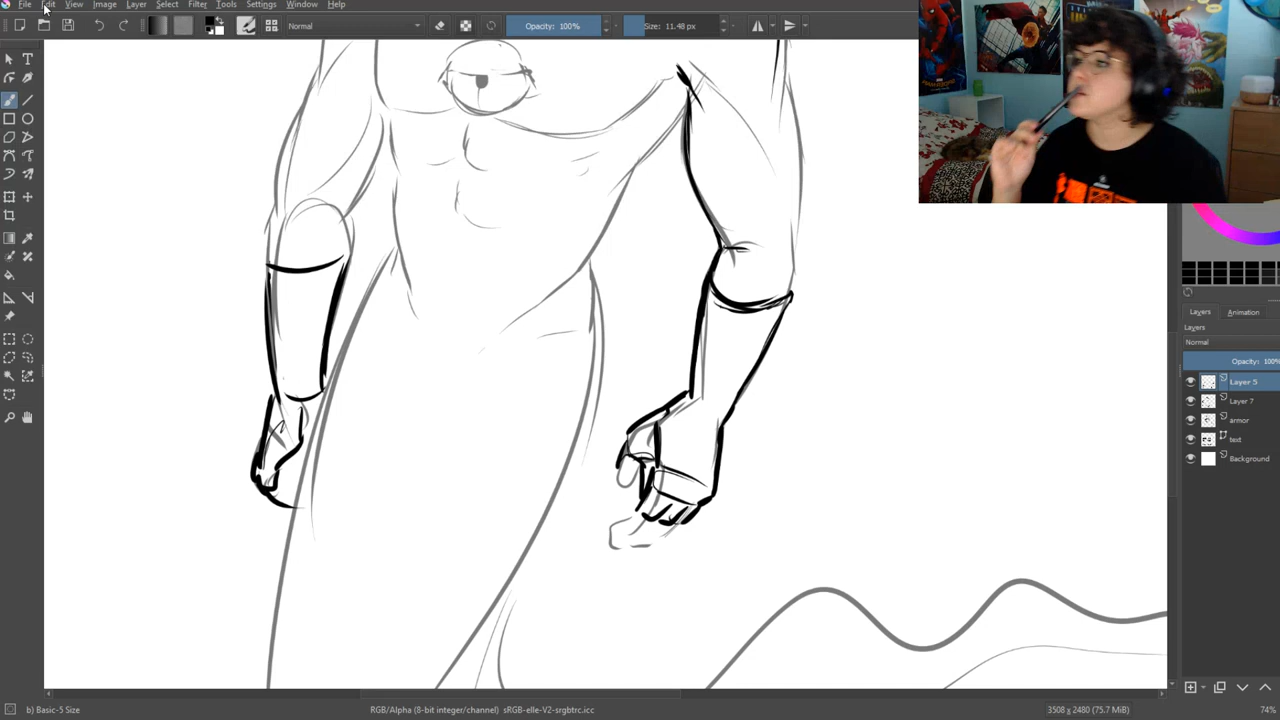 File Edit View Image Layer Select Filter Tools Settings Window Help
Normal Opacity: 100% Size: 11.48 px
Layers Animation
Layers
Normal
Opacity: 100%
Layer 5
Layer 7
armor
text
Background
b) Basic-5 Size RGB/Alpha (8-bit integer/channel) sRGB-elle-V2-srgbtrc.icc 3508 x 2480 (75.7 MiB) 74%